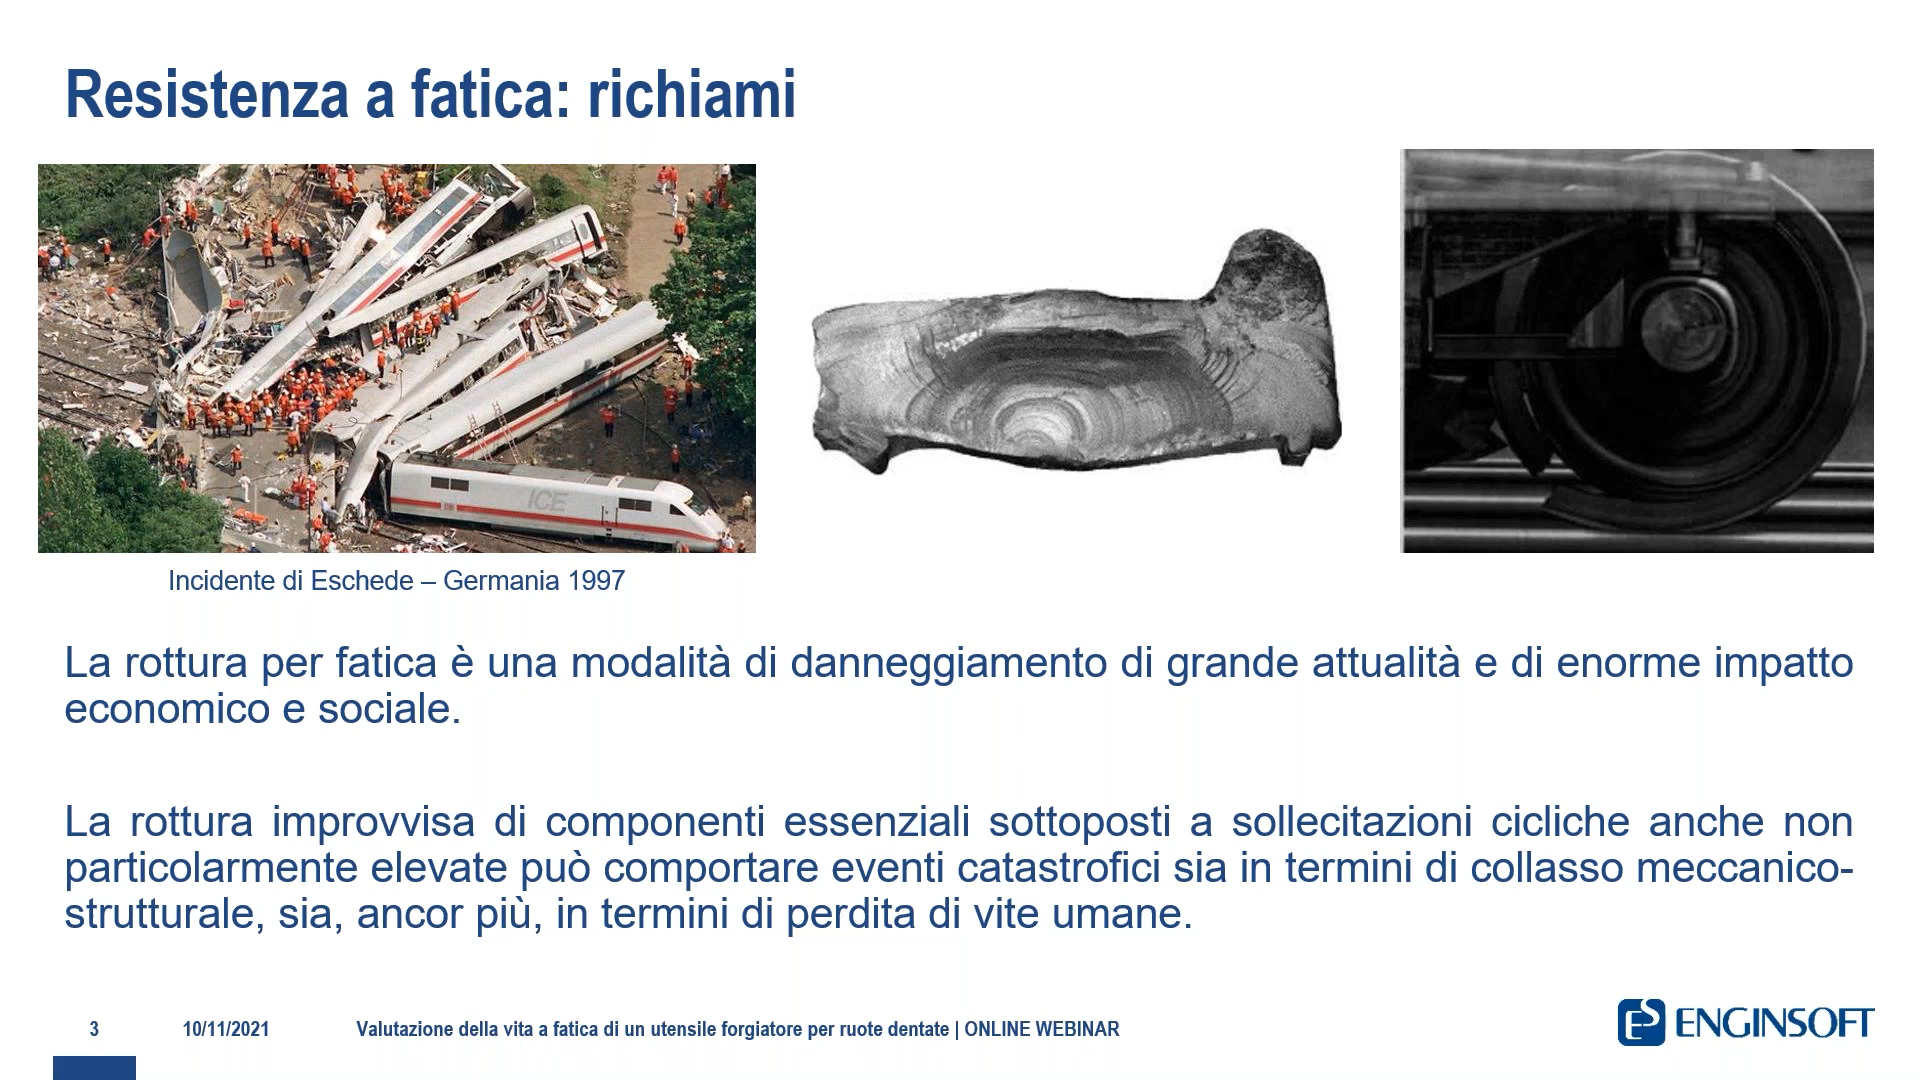 Resistenza a fatica: richiami
ICE
Incidente di Eschede – Germania 1997
La rottura per fatica è una modalità di danneggiamento di grande attualità e di enorme impatto
economico e sociale.
La rottura improvvisa di componenti essenziali sottoposti a sollecitazioni cicliche anche non
particolarmente elevate può comportare eventi catastrofici sia in termini di collasso meccanico-
strutturale, sia, ancor più, in termini di perdita di vite umane.
3 10/11/2021 Valutazione della vita a fatica di un utensile forgiatore per ruote dentate | ONLINE WEBINAR
ES ENGINSOFT